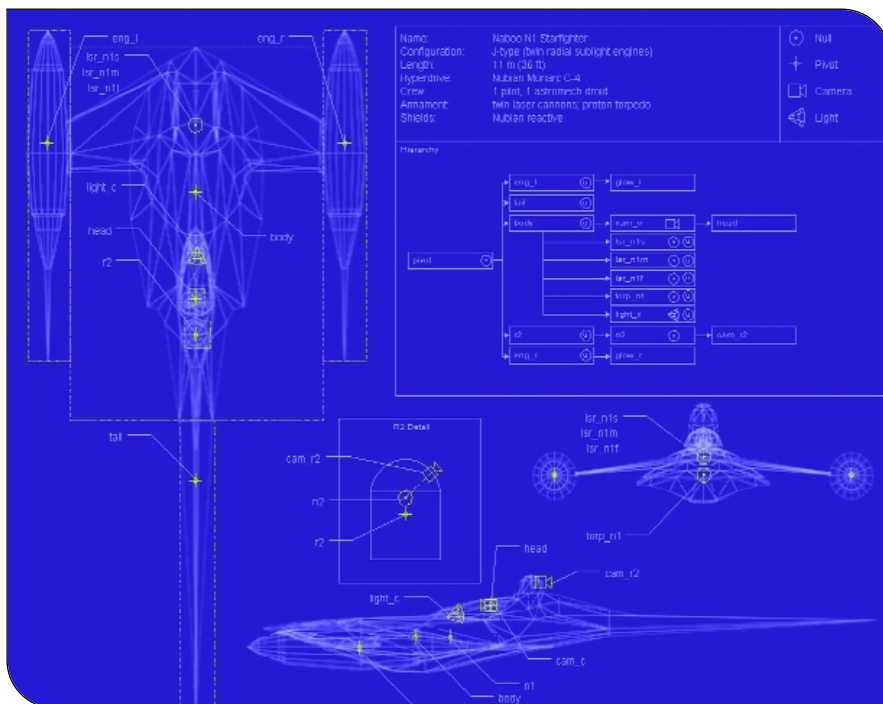 eng_l
eng_r
lsr_n1s
lsr_n1m
lsr_n1f
light_c
head
r2
body
tail
Name: Naboo N1 Starfighter
Configuration: J-type (twin radial sublight engines)
Length: 11 m (36 ft)
Hyperdrive: Nubian Monarc C-4
Crew 1 pilot, 1 astromech droid
Armament: twin laser cannons; proton torpedo
Shields: Nubian reactive
Null
Pivot
Camera
Light
Hierarchy
pivot
eng_l
glow_l
tail
body
cam_c
head
lsr_n1s
lsr_n1m
lsr_n1f
torp_n1
light_c
r2
n2
cam_r2
eng_r
glow_r
R2 Detail
cam_r2
n2
r2
lsr_n1s
lsr_n1m
lsr_n1f
torp_n1
head
cam_r2
light_c
cam_c
n1
body